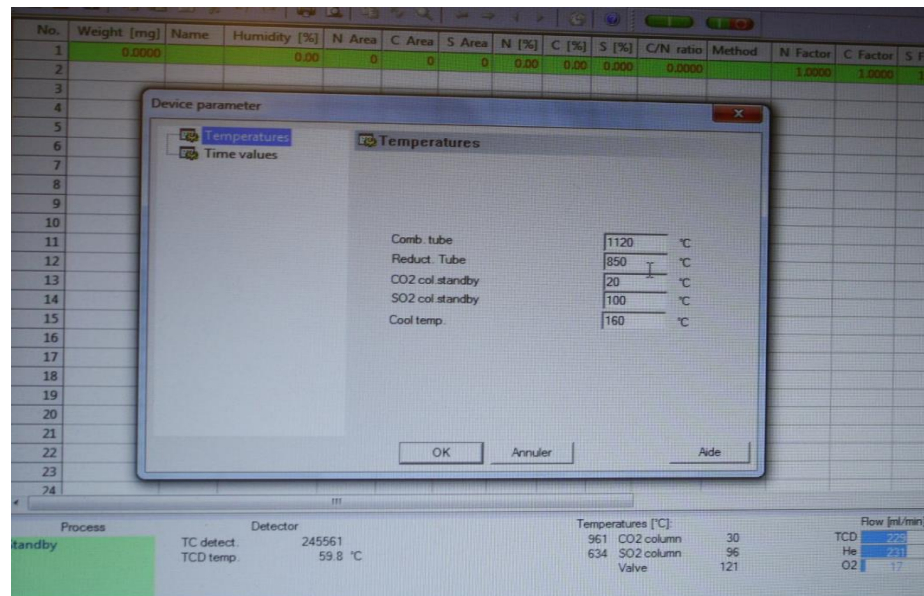 No. Weight [mg] Name Humidity [%] N Area C Area S Area N [%] C [%] S [%] C/N ratio Method N Factor C Factor S F
1 0.0000 0.00 0 0 0 0.00 0.00 0.000 0.0000 1.0000 1.0000 1
2
3
4
5
6
7
8
9
10
11
12
13
14
15
16
17
18
19
20
21
22
23
24
Device parameter
Temperatures
Time values
Temperatures
Comb. tube 1120 °C
Reduct. Tube 850 °C
CO2 col.standby 20 °C
SO2 col.standby 100 °C
Cool temp. 160 °C
OK Annuler Aide
Process Detector Temperatures [°C]: Flow [ml/min]
tandby TC detect. 245561 961 CO2 column 30 TCD 229
TCD temp. 59.8 °C 634 SO2 column 96 He 231
Valve 121 O2 17